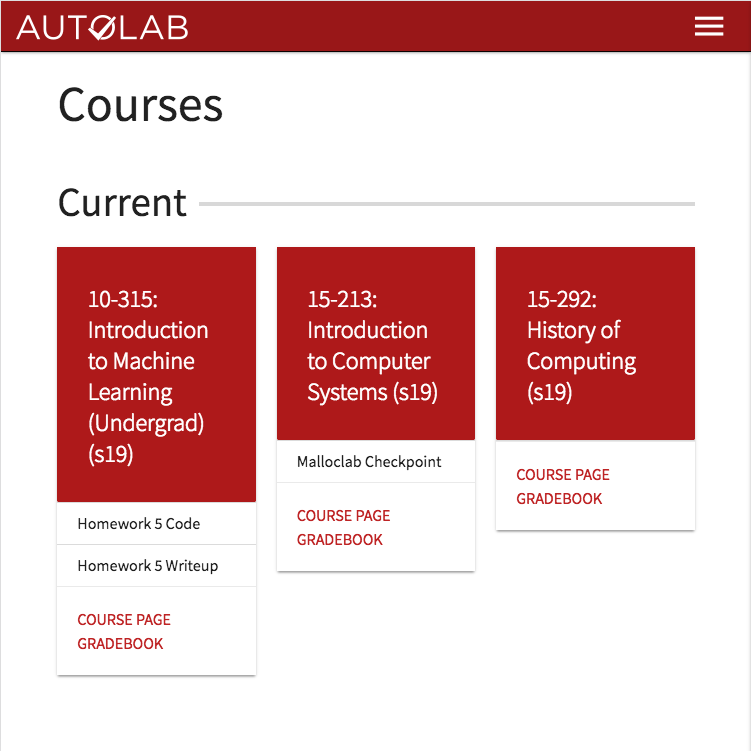 AUTOLAB
Courses
Current
10-315:
Introduction
to Machine
Learning
(Undergrad)
(s19)
Homework 5 Code
Homework 5 Writeup
COURSE PAGE
GRADEBOOK
15-213:
Introduction
to Computer
Systems (s19)
Malloclab Checkpoint
COURSE PAGE
GRADEBOOK
15-292:
History of
Computing
(s19)
COURSE PAGE
GRADEBOOK